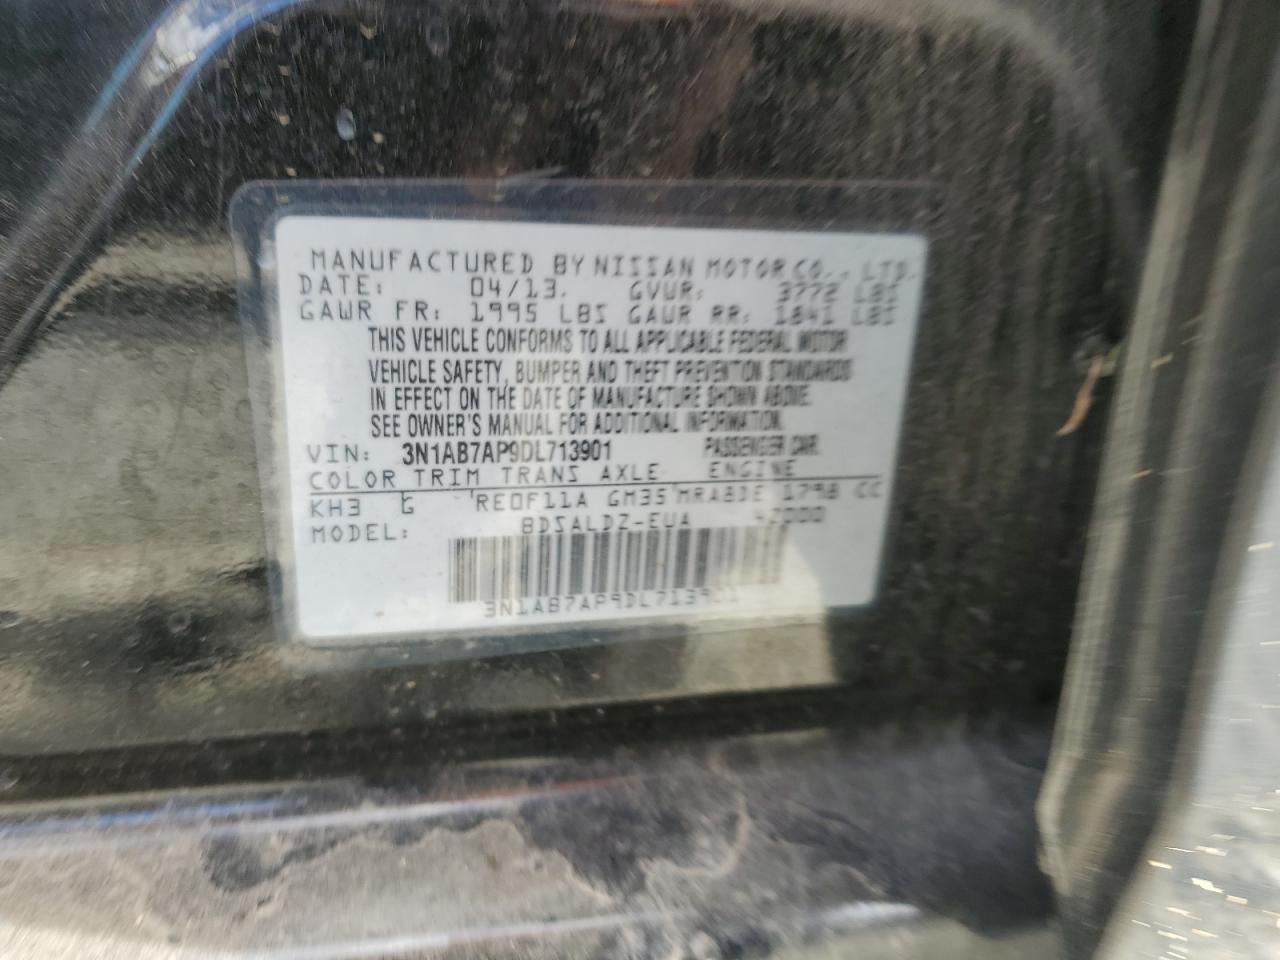 MANUFACTURED BY NISSAN MOTOR CO., LTD.
DATE: 04/13. GVWR: 3772 LBS
GAWR FR: 1995 LBS GAWR RR: 1841 LBS
THIS VEHICLE CONFORMS TO ALL APPLICABLE FEDERAL MOTOR
VEHICLE SAFETY, BUMPER AND THEFT PREVENTION STANDARDS
IN EFFECT ON THE DATE OF MANUFACTURE SHOWN ABOVE.
SEE OWNER'S MANUAL FOR ADDITIONAL INFORMATION.
VIN: 3N1AB7AP9DL713901 PASSENGER CAR.
COLOR TRIM TRANS AXLE ENGINE
KH3 G RE0F11A GM35 MRA8DE 1798 CC
MODEL: BDSALDZ-EUA
3N1AB7AP9DL713901